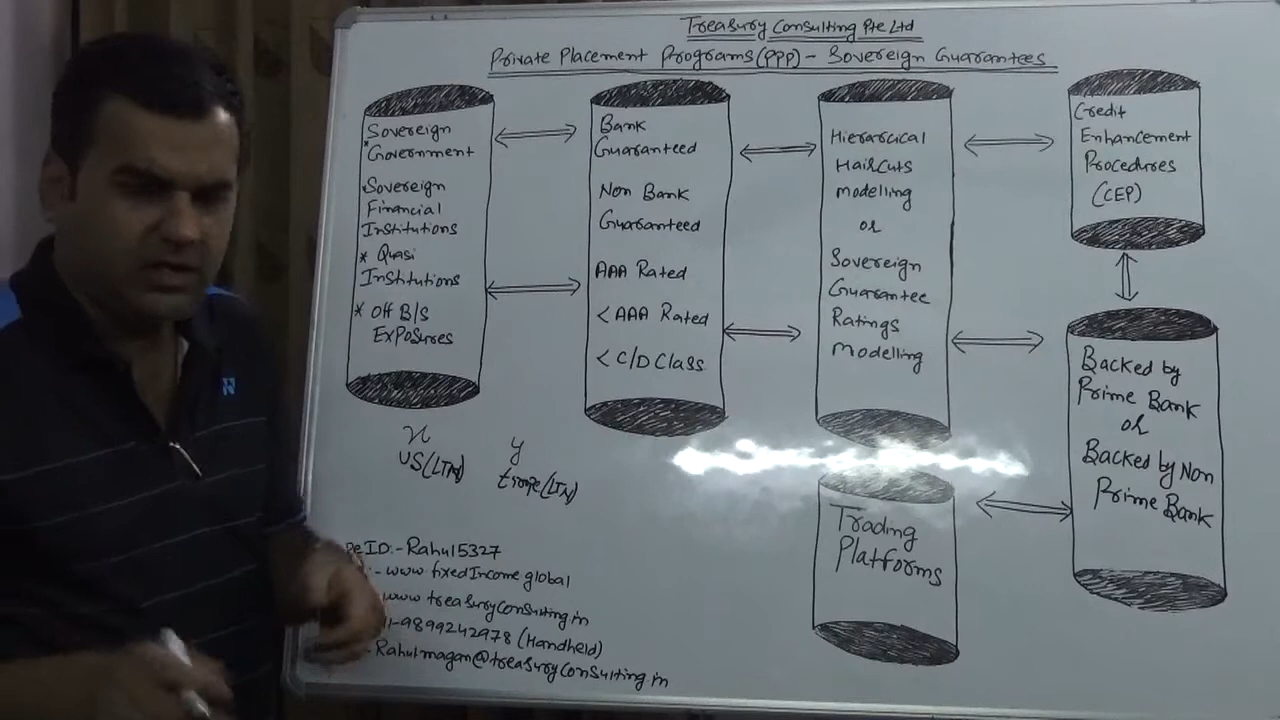 Treasury Consulting Pte Ltd
Private Placement Programs (PPP) - Sovereign Guarantees
Sovereign
* Government
* Sovereign
Financial
Institutions
* Quasi
Institutions
* Off B/S
Exposures
Bank
Guaranteed
Non Bank
Guaranteed
AAA Rated
< AAA Rated
< C/D Class
Hierarcical
HairCuts
modelling
or
Sovereign
Guarantee
Ratings
Modelling
Credit
Enhancement
Procedures
(CEP)
Backed by
Prime Bank
or
Backed by Non
Prime Bank
Trading
Platforms
x
US(LTN)
y
Europe(LTN)
ID:- Rahul5327
:- www fixedIncome global
www treasuryconsulting in
-9899242978 (Handheld)
- Rahulmagan@treasuryconsulting in